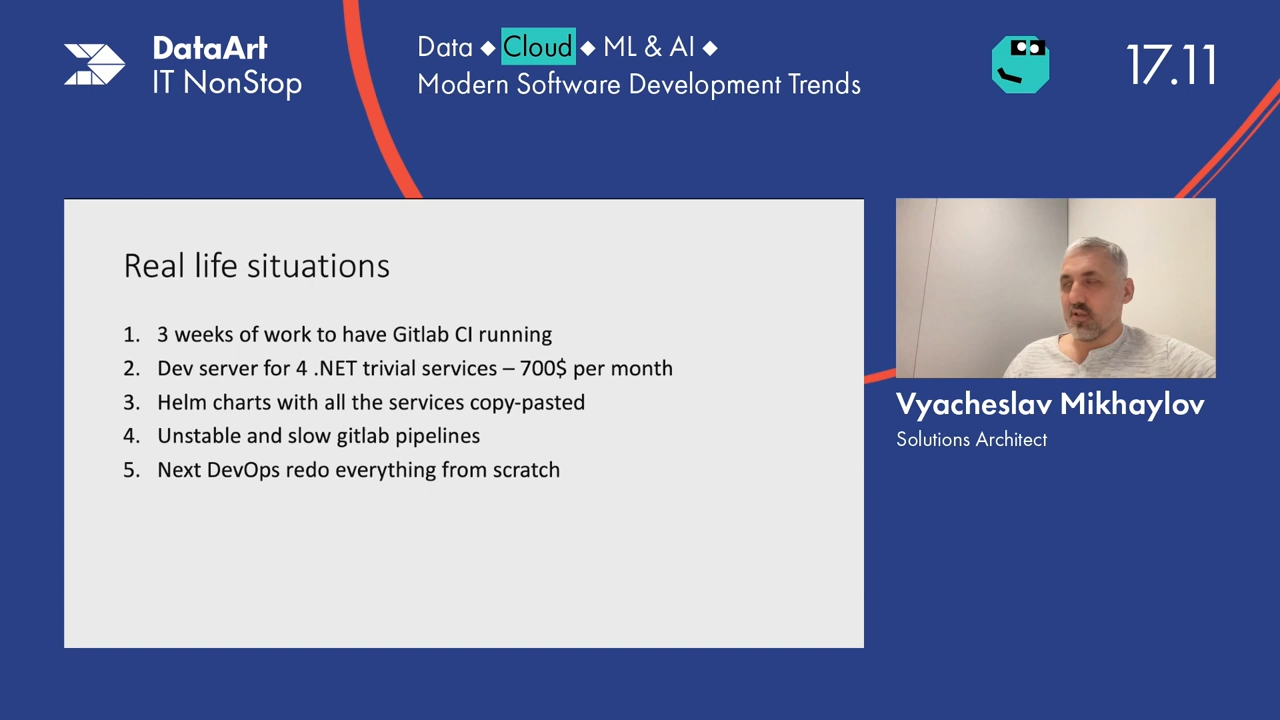 DataArt
IT NonStop
Data ◆ Cloud ◆ ML & AI ◆
Modern Software Development Trends
17.11
Real life situations
1. 3 weeks of work to have Gitlab CI running
2. Dev server for 4 .NET trivial services – 700$ per month
3. Helm charts with all the services copy-pasted
4. Unstable and slow gitlab pipelines
5. Next DevOps redo everything from scratch
Vyacheslav Mikhaylov
Solutions Architect